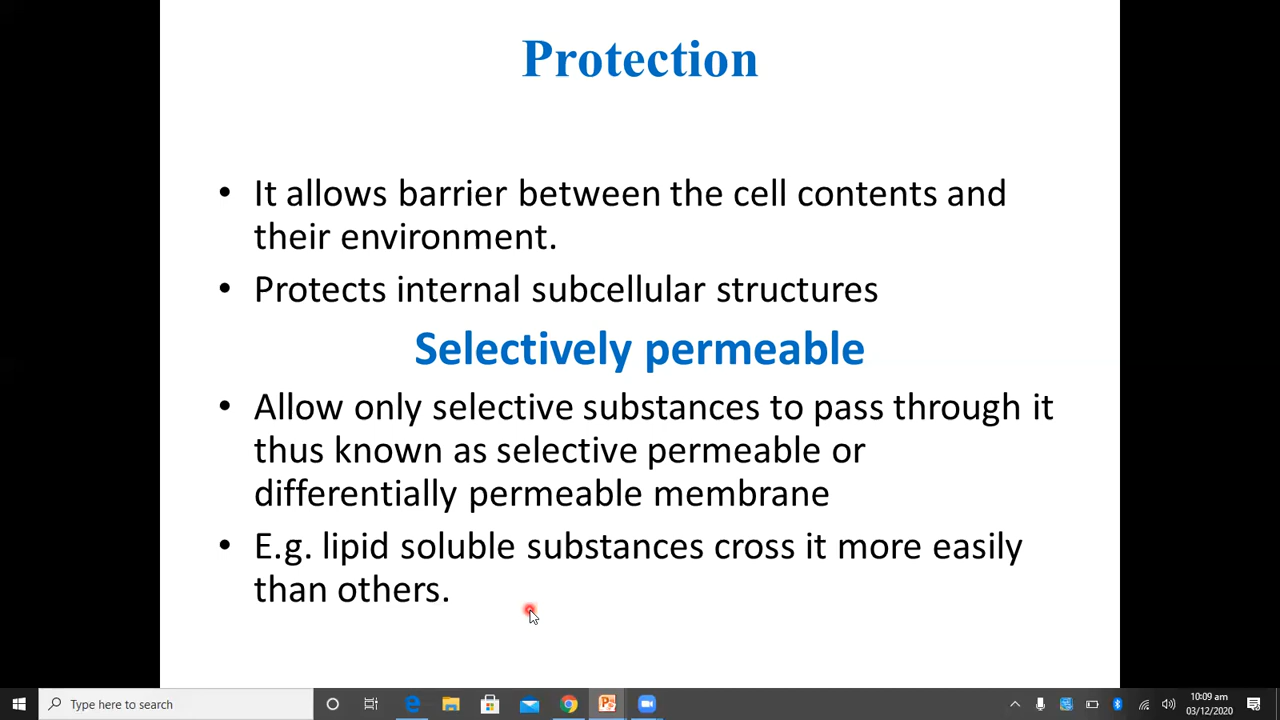 Protection
• It allows barrier between the cell contents and
their environment.
• Protects internal subcellular structures
Selectively permeable
• Allow only selective substances to pass through it
thus known as selective permeable or
differentially permeable membrane
• E.g. lipid soluble substances cross it more easily
than others.
Type here to search
10:09 am
03/12/2020